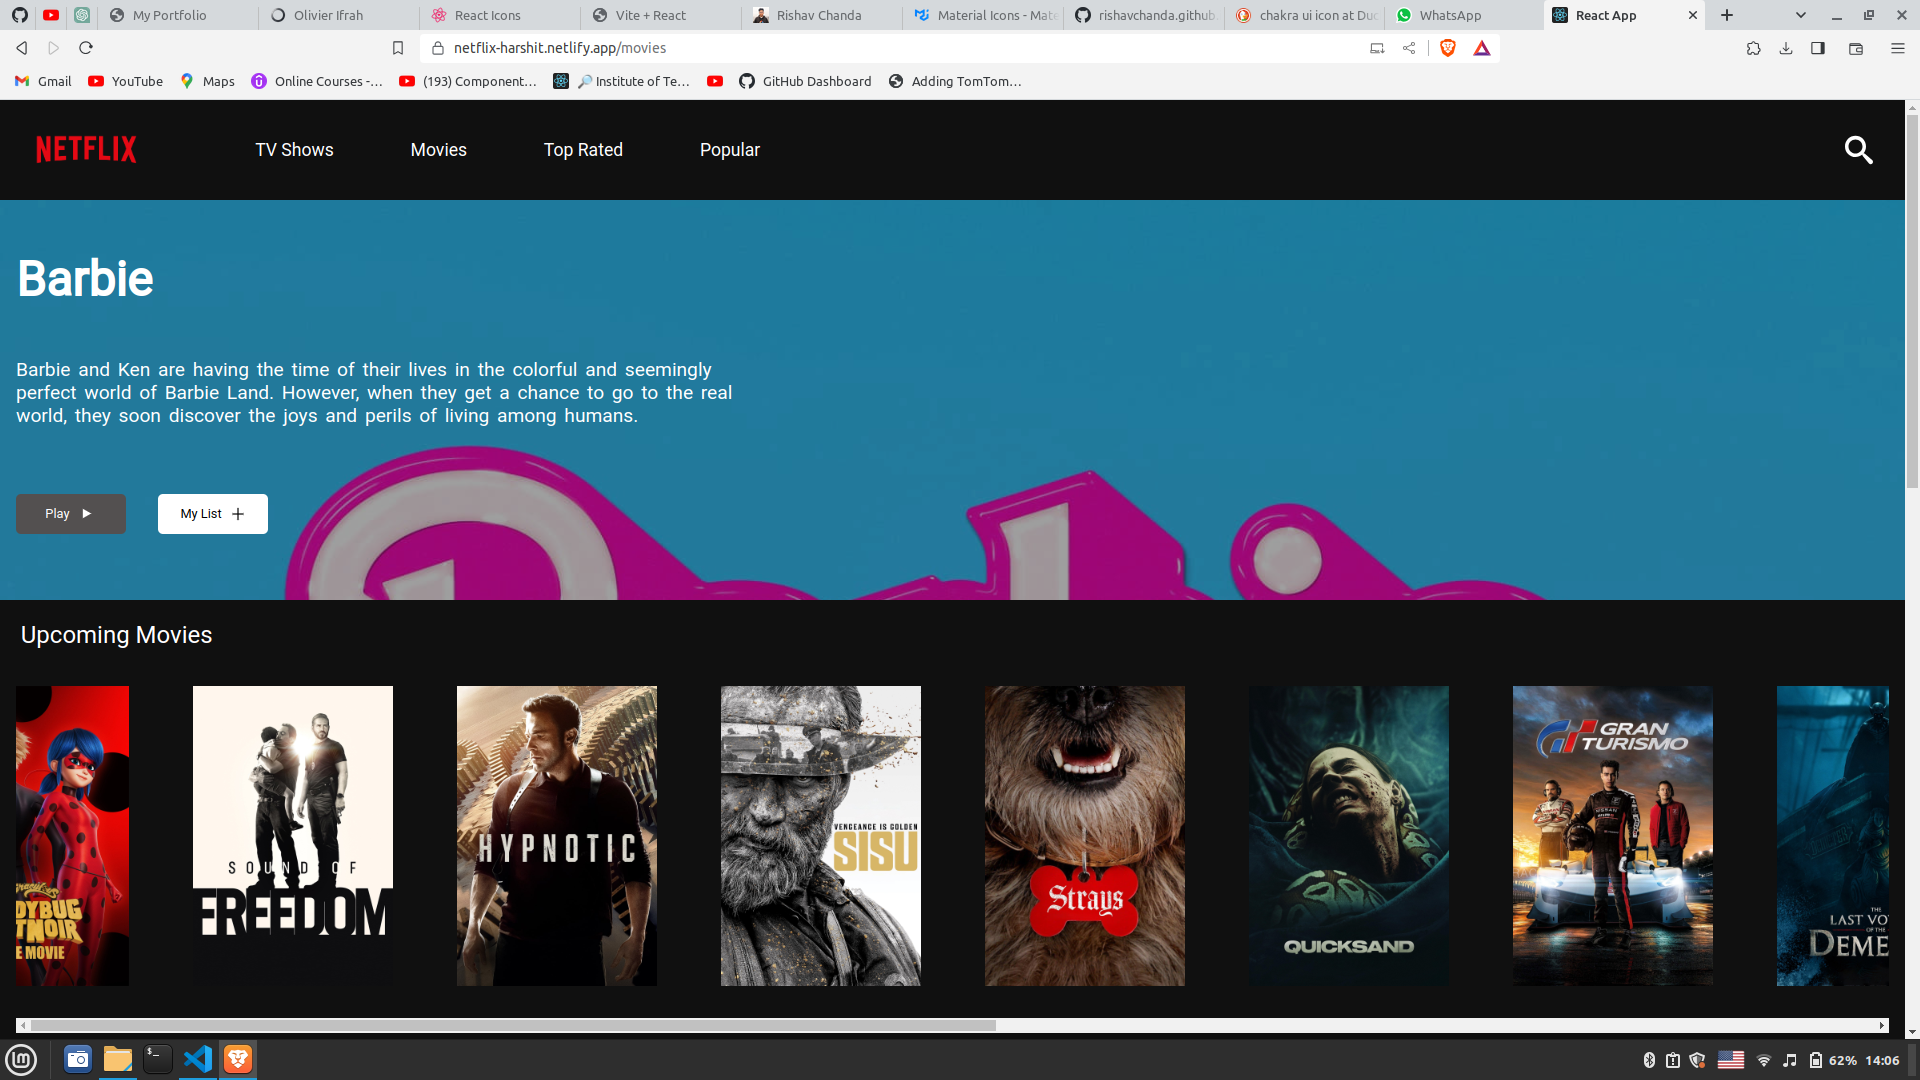 My Portfolio
Olivier Ifrah
React Icons
Vite + React
Rishav Chanda
Material Icons - Mate
rishavchanda.github.
chakra ui icon at Duc
WhatsApp
React App
netflix-harshit.netlify.app/movies
Gmail
YouTube
Maps
Online Courses -...
(193) Component...
Institute of Te...
GitHub Dashboard
Adding TomTom...
NETFLIX
TV Shows
Movies
Top Rated
Popular
Barbie
Barbie and Ken are having the time of their lives in the colorful and seemingly
perfect world of Barbie Land. However, when they get a chance to go to the real
world, they soon discover the joys and perils of living among humans.
Play
My List
Upcoming Movies
DYBUG
TNOIR
E MOVIE
SOUND OF
FREEDOM
HYPNOTIC
VENGEANCE IS GOLDEN
SISU
Strays
QUICKSAND
GRAN
TURISMO
THE
LAST VO
OF THE
DEME
62%
14:06